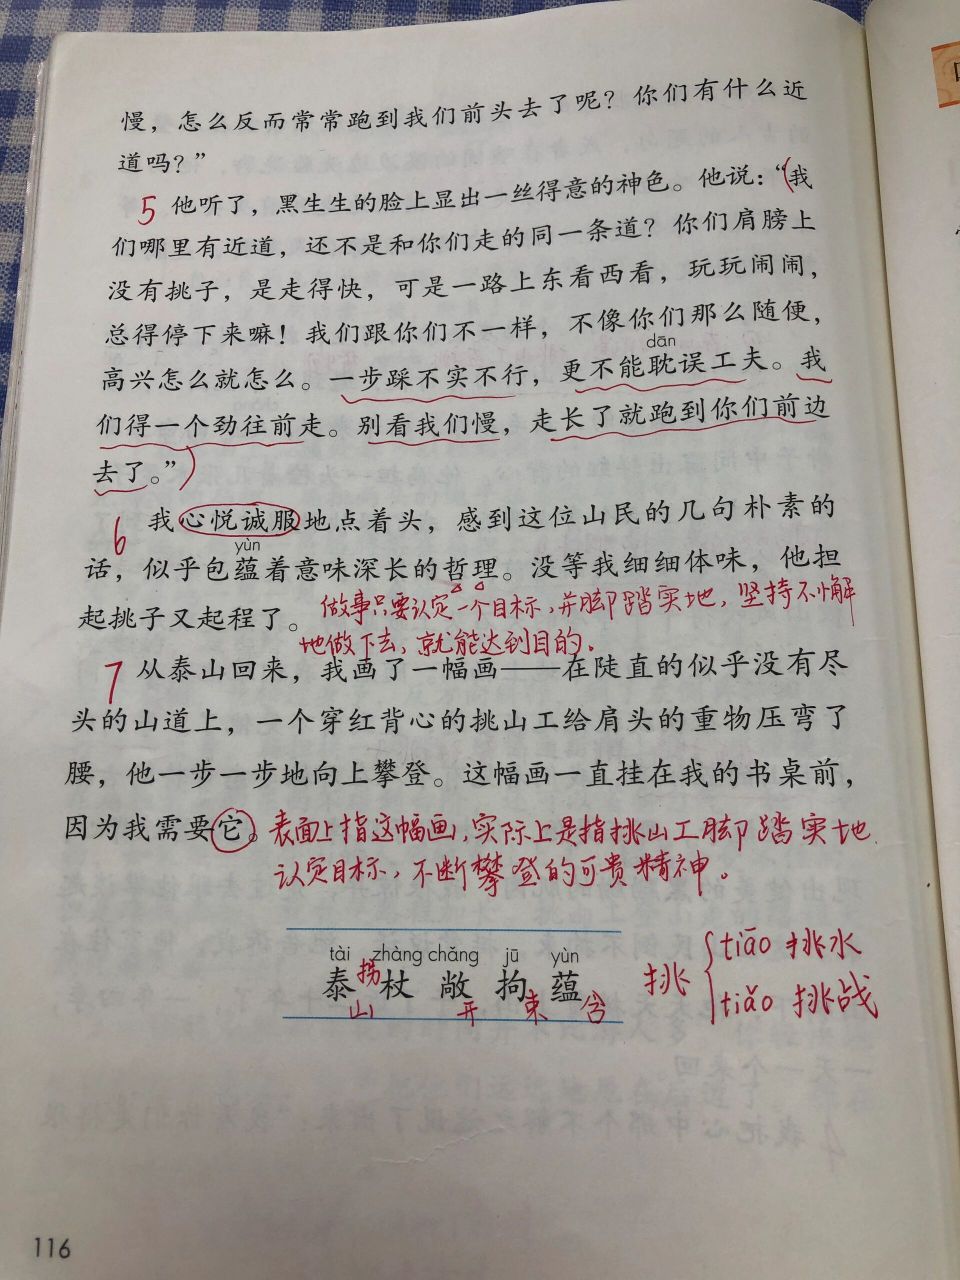 慢，怎么反而常常跑到我们前头去了呢？你们有什么近
道吗？”
5 他听了，黑生生的脸上显出一丝得意的神色。他说：“(我
们哪里有近道，还不是和你们走的同一条道？你们肩膀上
没有挑子，是走得快，可是一路上东看西看，玩玩闹闹，
总得停下来嘛！我们跟你们不一样，不像你们那么随便，
dān
高兴怎么就怎么。一步踩不实不行，更不能耽误工夫。我
们得一个劲往前走。别看我们慢，走长了就跑到你们前边
去了。”)
6 我心悦诚服地点着头，感到这位山民的几句朴素的
yùn
话，似乎包蕴着意味深长的哲理。没等我细细体味，他担
起挑子又起程了。做事只要认定一个目标，并脚踏实地，坚持不懈
地做下去，就能达到目的。
7 从泰山回来，我画了一幅画——在陡直的似乎没有尽
头的山道上，一个穿红背心的挑山工给肩头的重物压弯了
腰，他一步一步地向上攀登。这幅画一直挂在我的书桌前，
因为我需要它。表面上指这幅画，实际上是指挑山工脚踏实地
认定目标，不断攀登的可贵精神。
tài zhàng chǎng jū yùn
泰 拐杖 敞 拘 蕴
山 开 束 含
挑 { tiāo 挑水
tiǎo 挑战
116